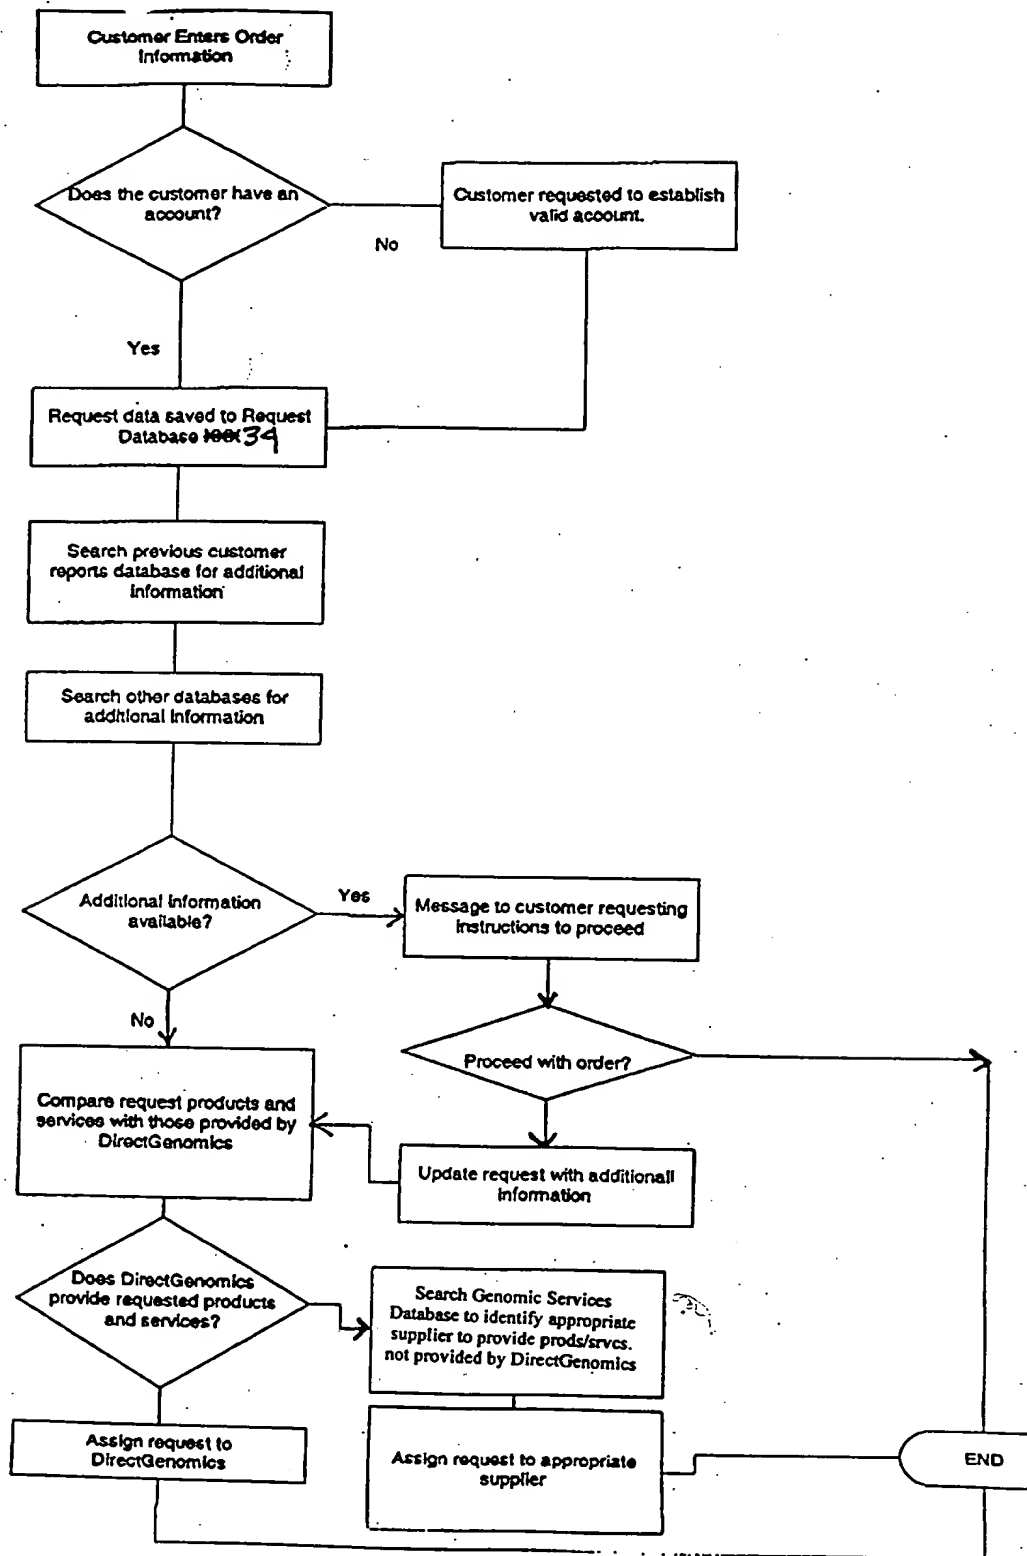 Customer Enters Order
Information
Does the customer have an
account?
Customer requested to establish
valid account.
No
Yes
Request data saved to Request
Database 34
Search previous customer
reports database for additional
information
Search other databases for
additional information
Additional information
available?
Yes
Message to customer requesting
instructions to proceed
No
Proceed with order?
Compare request products and
services with those provided by
DirectGenomics
Update request with additionall
information
Does DirectGenomics
provide requested products
and services?
Search Genomic Services
Database to identify appropriate
supplier to provide prods/srvcs.
not provided by DirectGenomics
Assign request to
DirectGenomics
Assign request to appropriate
supplier
END